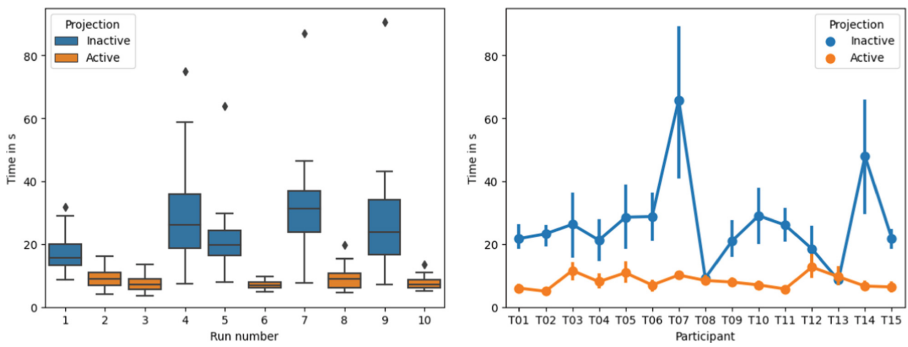 Projection
Inactive
Active
Time in s
80
60
40
20
0
1 2 3 4 5 6 7 8 9 10
Run number
Projection
Inactive
Active
Time in s
80
60
40
20
0
T01 T02 T03 T04 T05 T06 T07 T08 T09 T10 T11 T12 T13 T14 T15
Participant